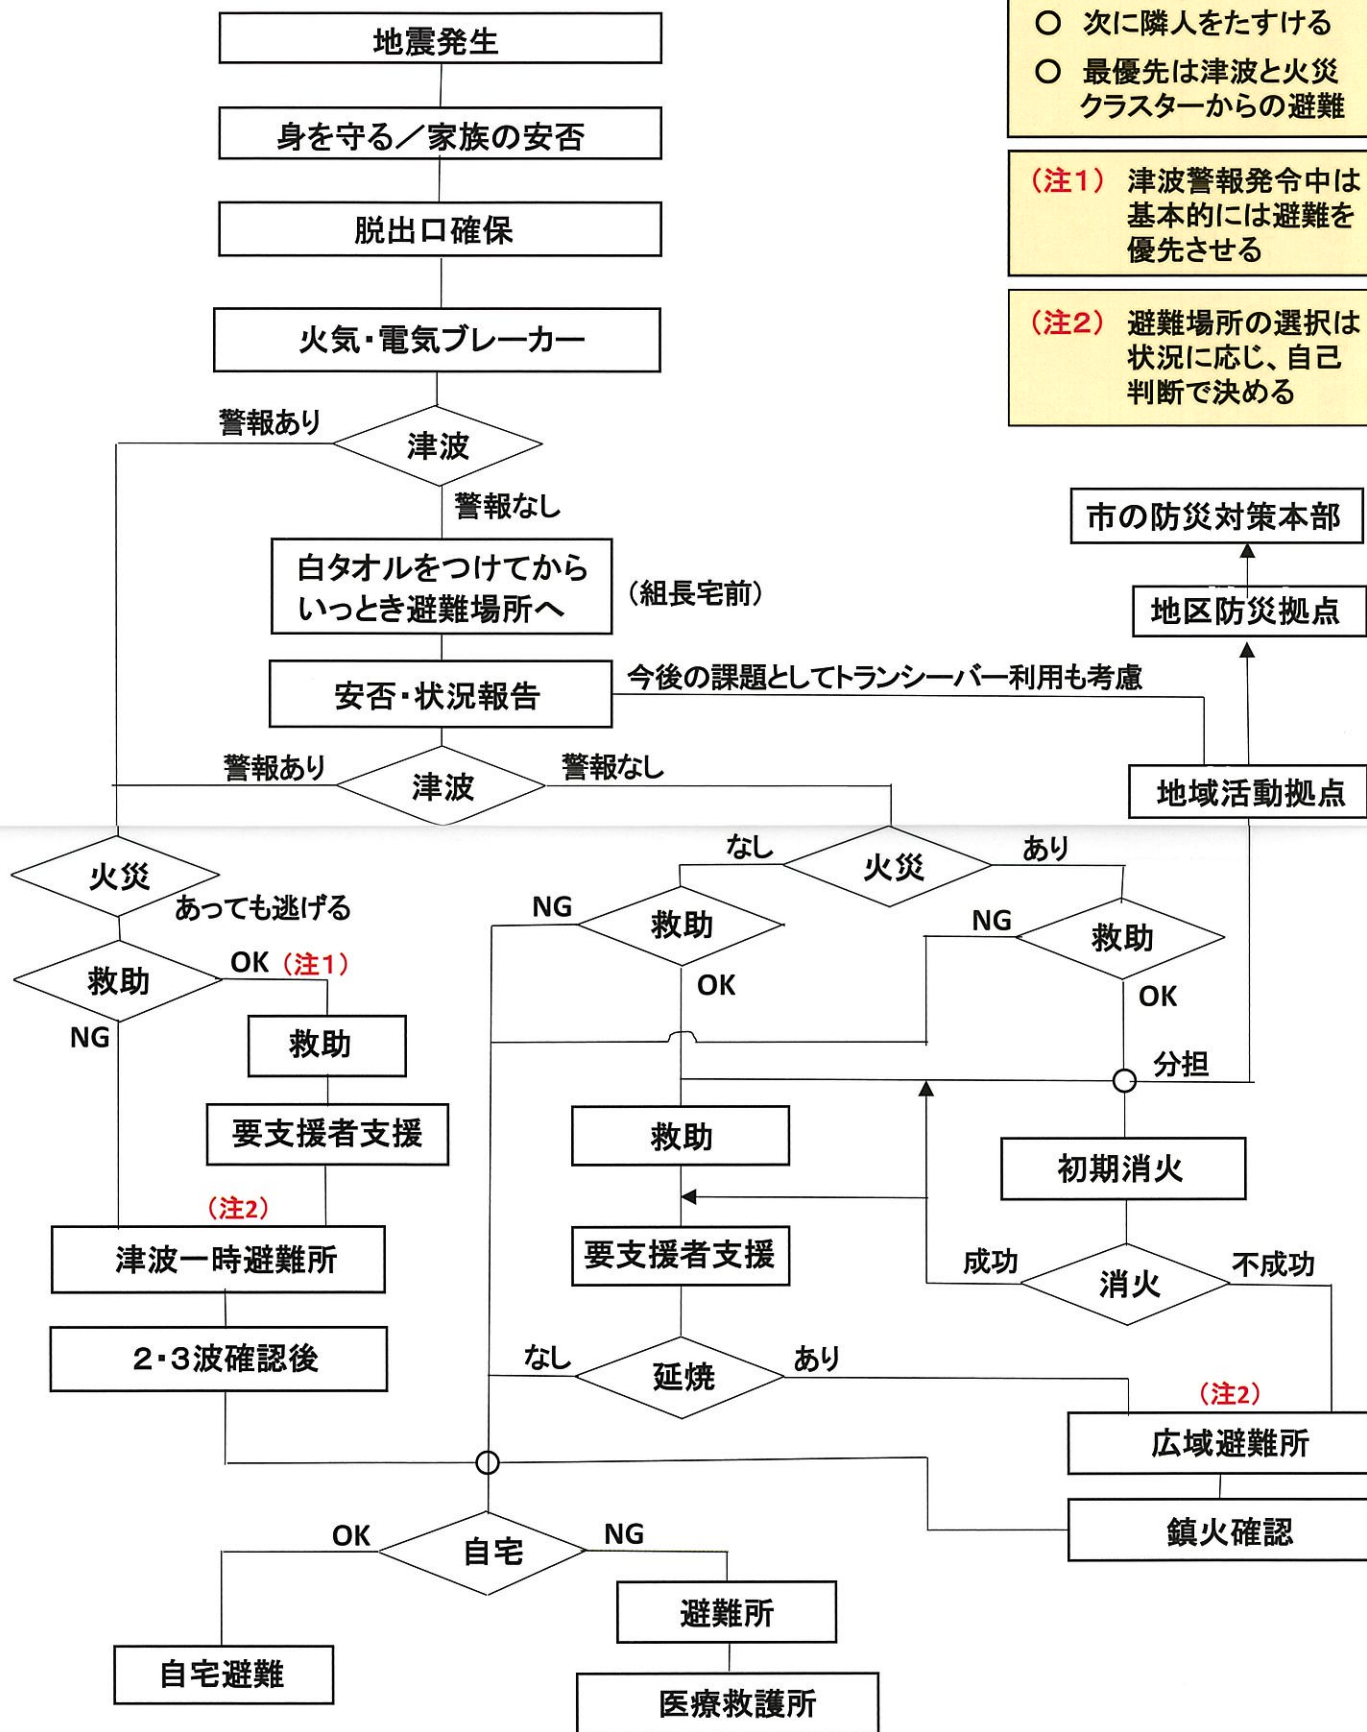 地震発生
身を守る／家族の安否
脱出口確保
火気・電気ブレーカー
○ 次に隣人をたすける
○ 最優先は津波と火災
クラスターからの避難
（注1） 津波警報発令中は
基本的には避難を
優先させる
（注2） 避難場所の選択は
状況に応じ、自己
判断で決める
警報あり
津波
警報なし
白タオルをつけてから
いっとき避難場所へ
（組長宅前）
市の防災対策本部
地区防災拠点
安否・状況報告
今後の課題としてトランシーバー利用も考慮
警報あり
津波
警報なし
地域活動拠点
火災
あっても逃げる
救助
OK （注1）
NG
救助
要支援者支援
（注2）
津波一時避難所
2・3波確認後
なし
火災
あり
NG
救助
OK
NG
救助
OK
分担
救助
初期消火
要支援者支援
成功
消火
不成功
なし
延焼
あり
（注2）
広域避難所
鎮火確認
OK
自宅
NG
避難所
自宅避難
医療救護所